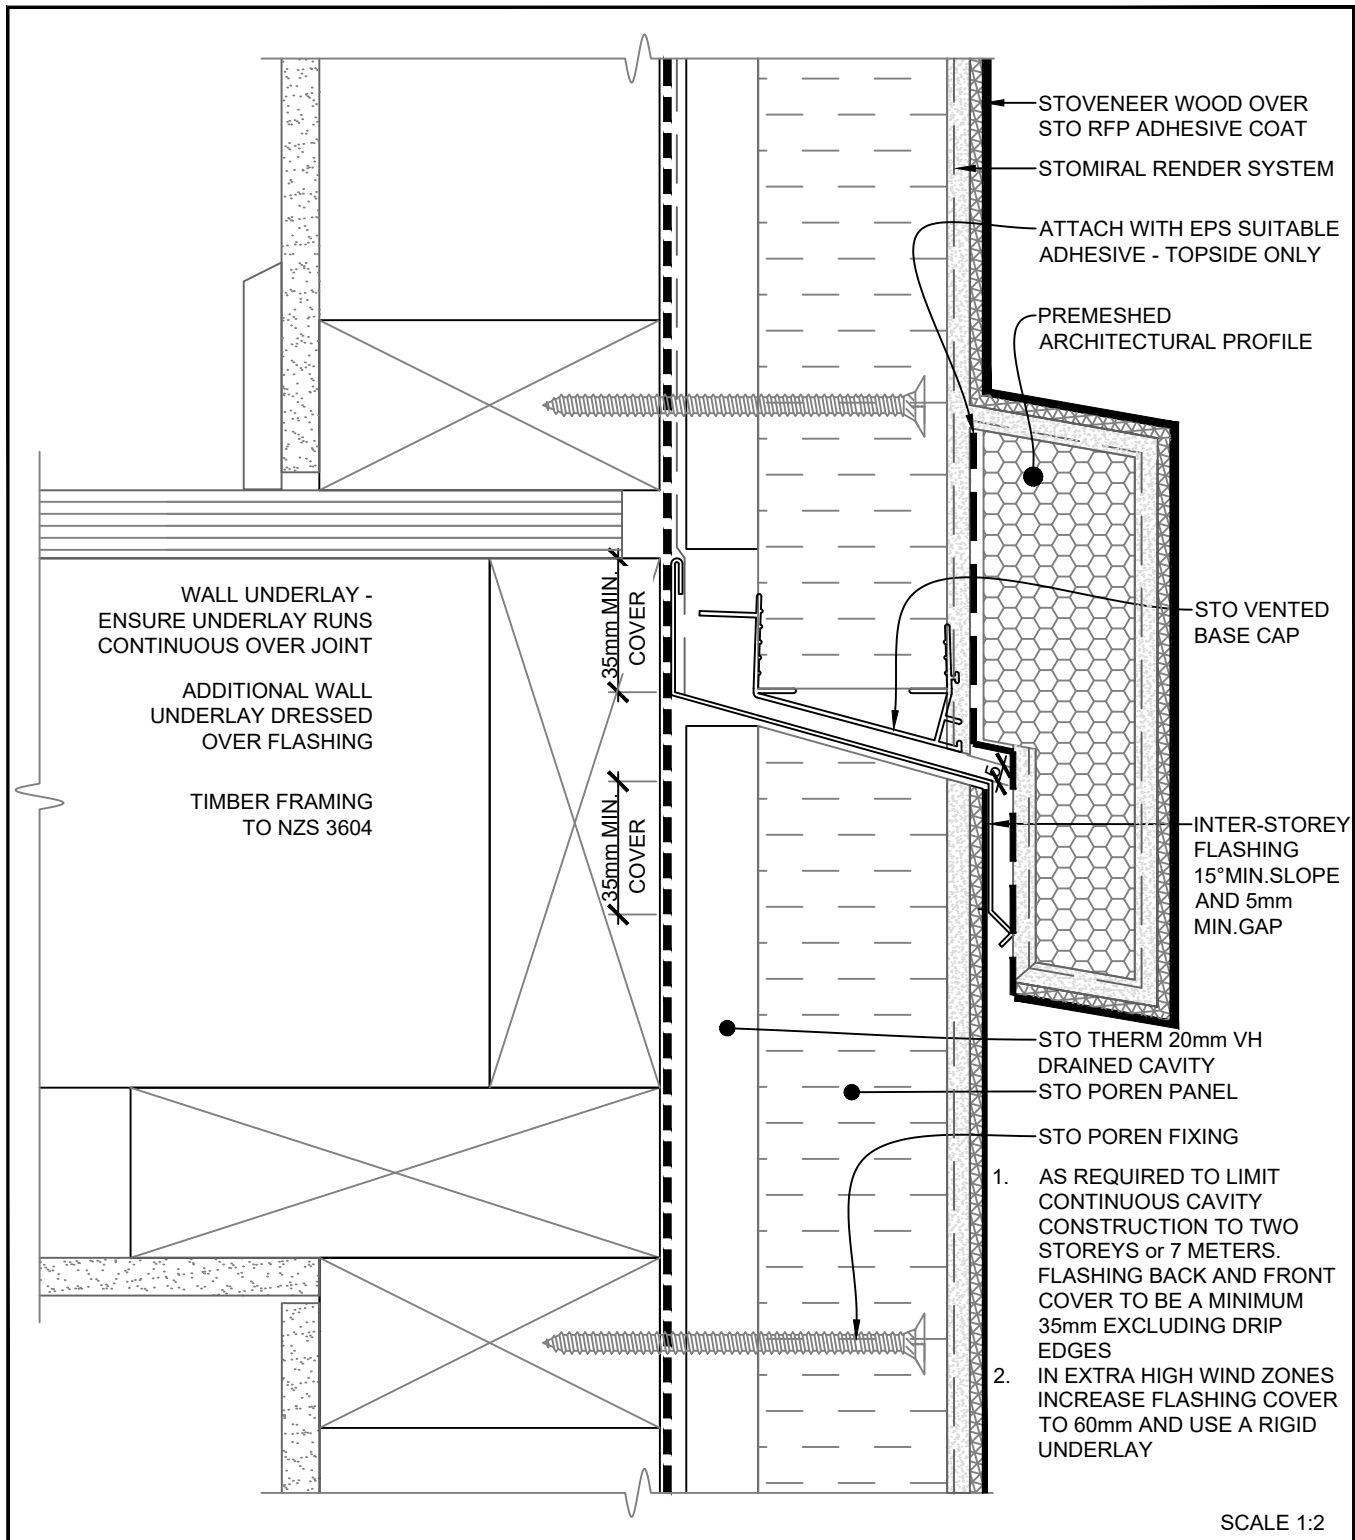 STOVENEER WOOD OVER
STO RFP ADHESIVE COAT
STOMIRAL RENDER SYSTEM
ATTACH WITH EPS SUITABLE
ADHESIVE - TOPSIDE ONLY
PREMESHED
ARCHITECTURAL PROFILE
WALL UNDERLAY -
ENSURE UNDERLAY RUNS
CONTINUOUS OVER JOINT
ADDITIONAL WALL
UNDERLAY DRESSED
OVER FLASHING
TIMBER FRAMING
TO NZS 3604
35mm MIN.
COVER
35mm MIN.
COVER
STO VENTED
BASE CAP
5
INTER-STOREY
FLASHING
15°MIN.SLOPE
AND 5mm
MIN.GAP
STO THERM 20mm VH
DRAINED CAVITY
STO POREN PANEL
STO POREN FIXING
1. AS REQUIRED TO LIMIT
CONTINUOUS CAVITY
CONSTRUCTION TO TWO
STOREYS or 7 METERS.
FLASHING BACK AND FRONT
COVER TO BE A MINIMUM
35mm EXCLUDING DRIP
EDGES
2. IN EXTRA HIGH WIND ZONES
INCREASE FLASHING COVER
TO 60mm AND USE A RIGID
UNDERLAY
SCALE 1:2